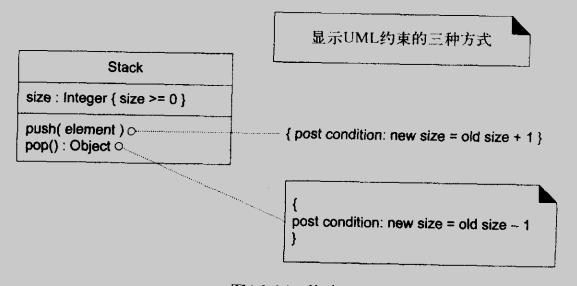 显示UML约束的三种方式
Stack
size : Integer { size >= 0 }
push( element )
{ post condition: new size = old size + 1 }
pop() : Object
{
post condition: new size = old size – 1
}